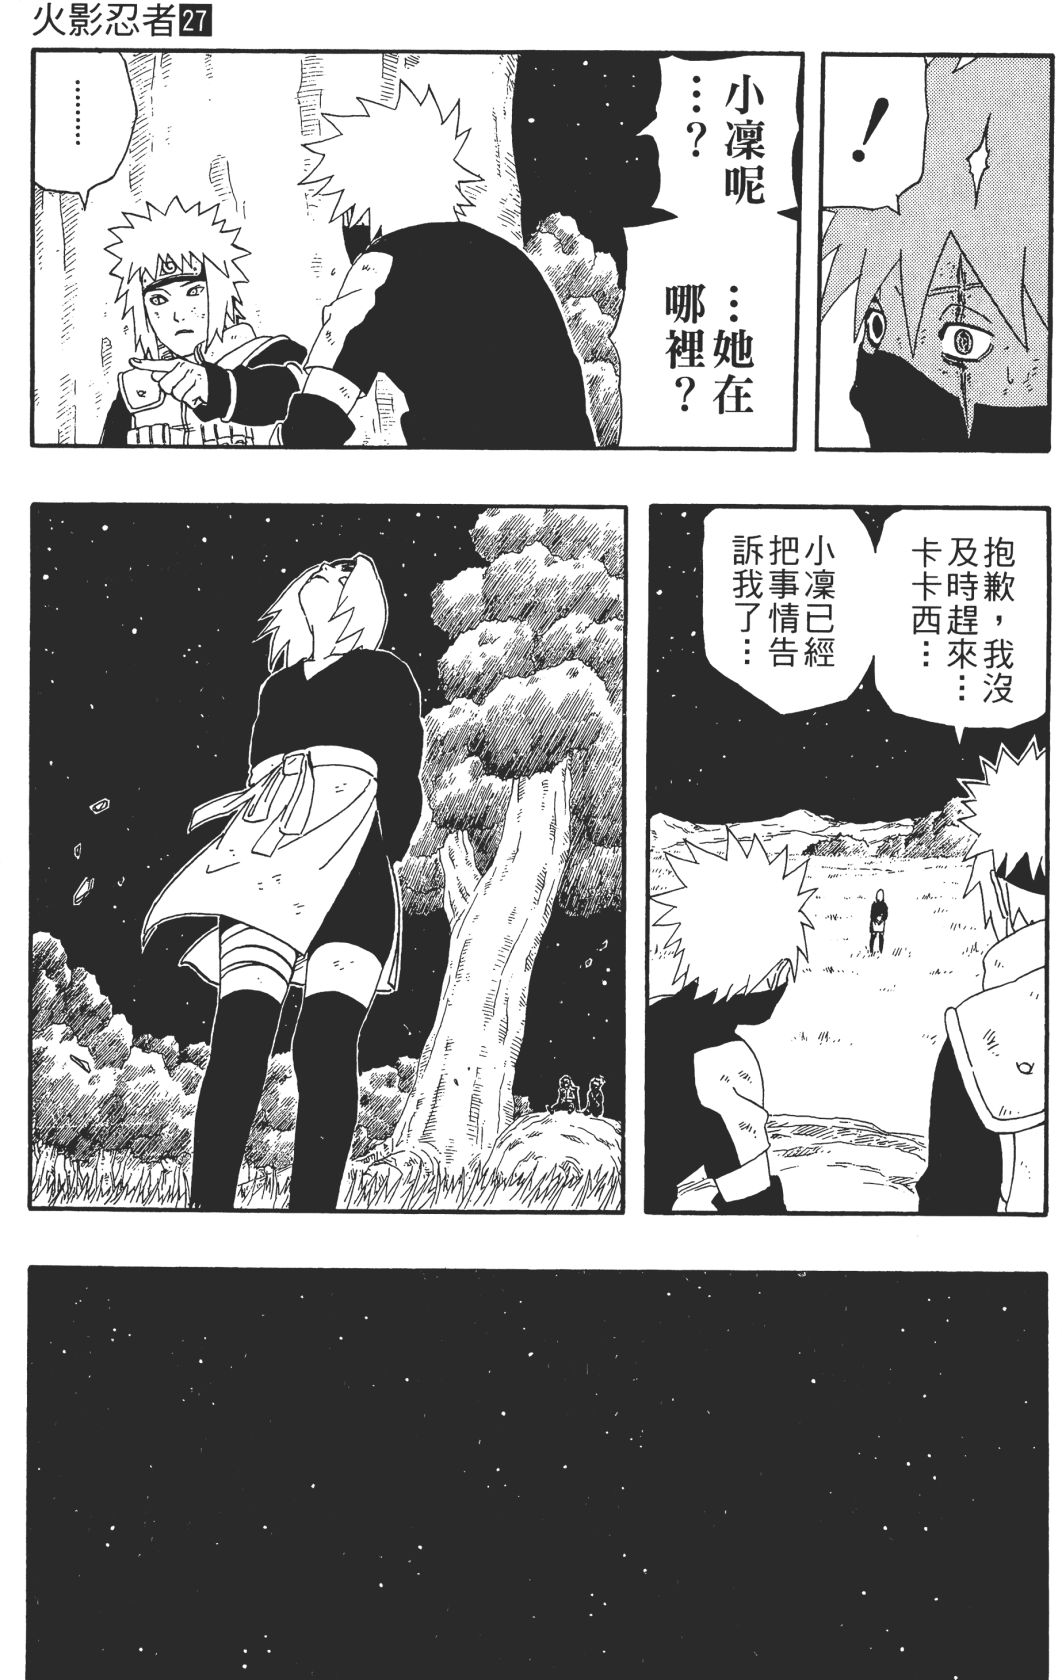 火影忍者27
！
小凜呢
…？
…她在
哪裡？
………
抱歉，我沒
及時趕來…
卡卡西…
小凜已經
把事情告
訴我了…